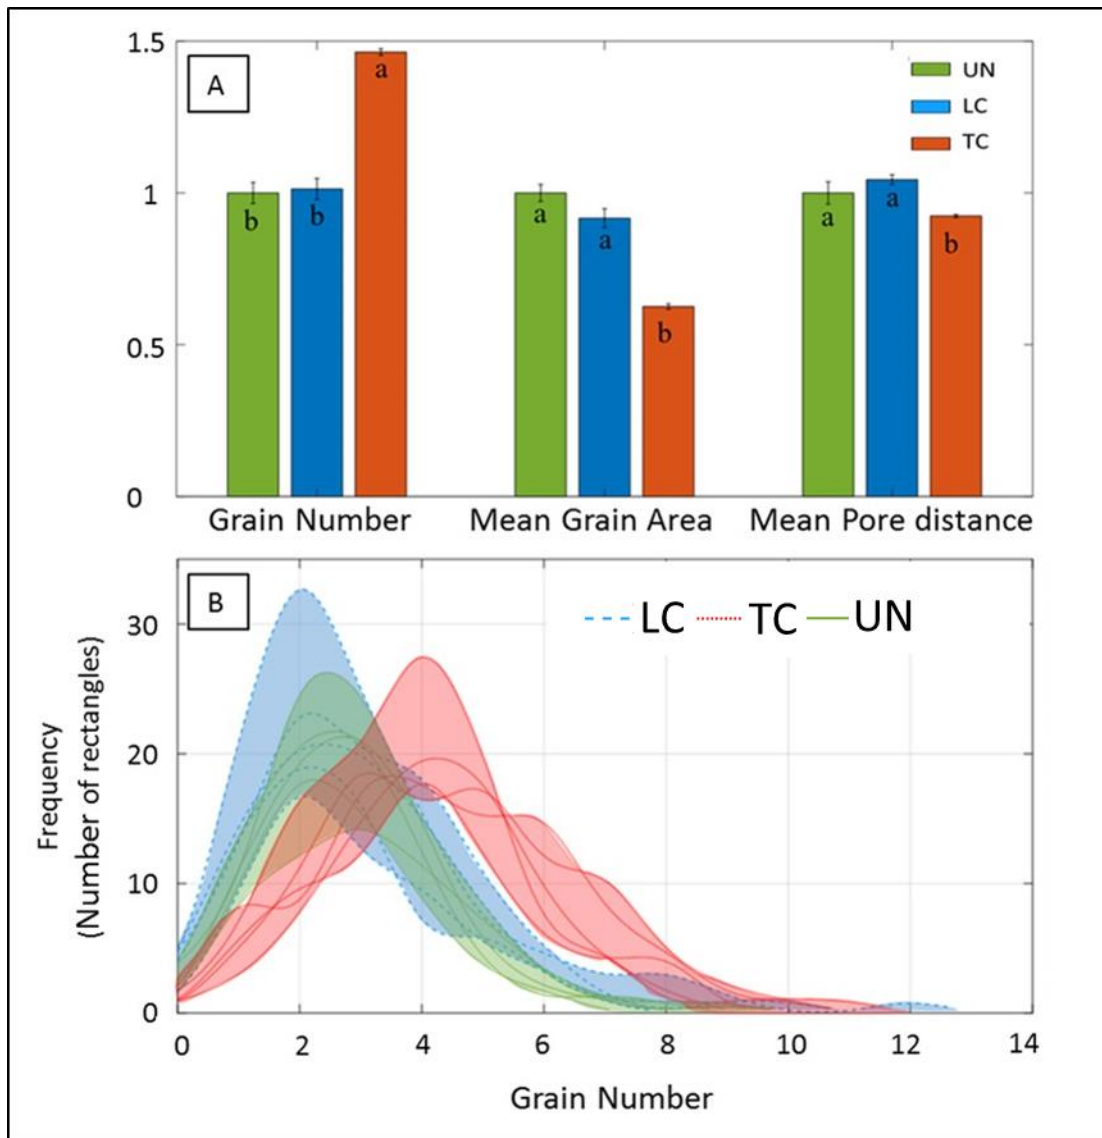 A
1.5
1
0.5
0
UN
LC
TC
b
b
a
a
a
b
a
a
b
Grain Number
Mean Grain Area
Mean Pore distance
B
LC TC UN
Frequency
(Number of rectangles)
30
20
10
0
0 2 4 6 8 10 12 14
Grain Number